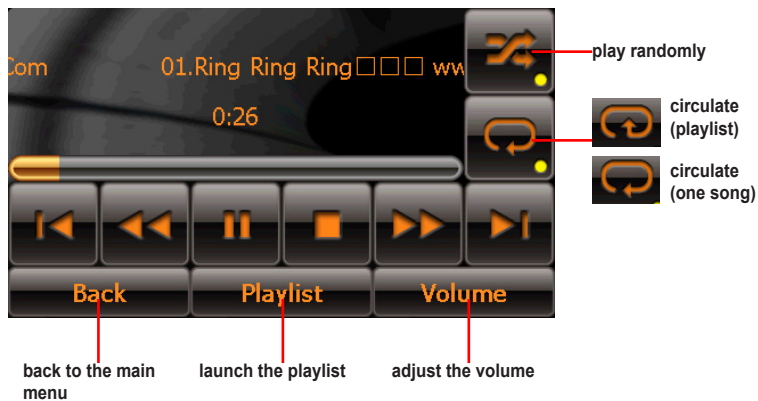 Com 01.Ring Ring Ring□□□ ww
0:26
play randomly
circulate
(playlist)
circulate
(one song)
Back Playlist Volume
back to the main
menu
launch the playlist
adjust the volume